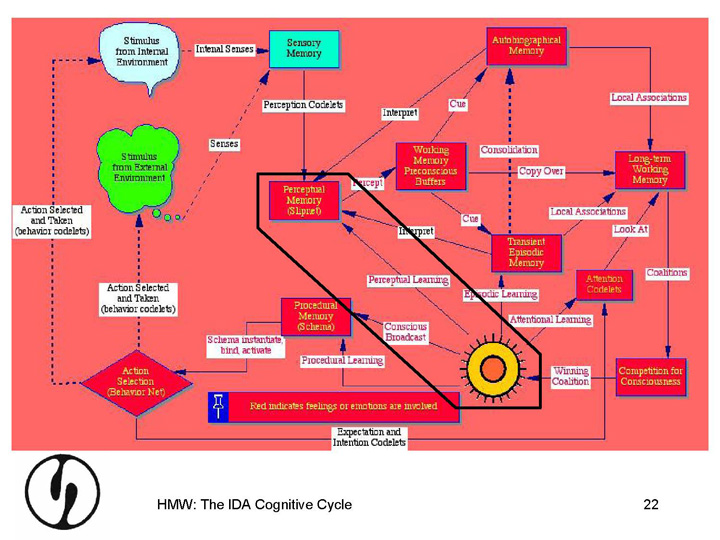 Stimulus
from Internal
Environment
Intenal Senses
Sensory
Memory
Autobiographical
Memory
Local Associations
Perception Codelets
Interpret
Cue
Stimulus
from External
Environment
Senses
Working
Memory
Preconscious
Buffers
Consolidation
Copy Over
Long-term
Working
Memory
Perceptual
Memory
(Slipnet)
Percept
Action Selected
and Taken
(behavior codelets)
Cue
Local Associations
Interpret
Look At
Transient
Episodic
Memory
Perceptual Learning
Attention
Codelets
Coalitions
Action Selected
and Taken
(behavior codelets)
Episodic Learning
Procedural
Memory
(Schema)
Attentional Learning
Conscious
Broadcast
Schema instantiate,
bind, activate
Procedural Learning
Action
Selection
(Behavior Net)
Winning
Coalition
Competition for
Consciousness
Red indicates feelings or emotions are involved
Expectation and
Intention Codelets
HMW: The IDA Cognitive Cycle
22